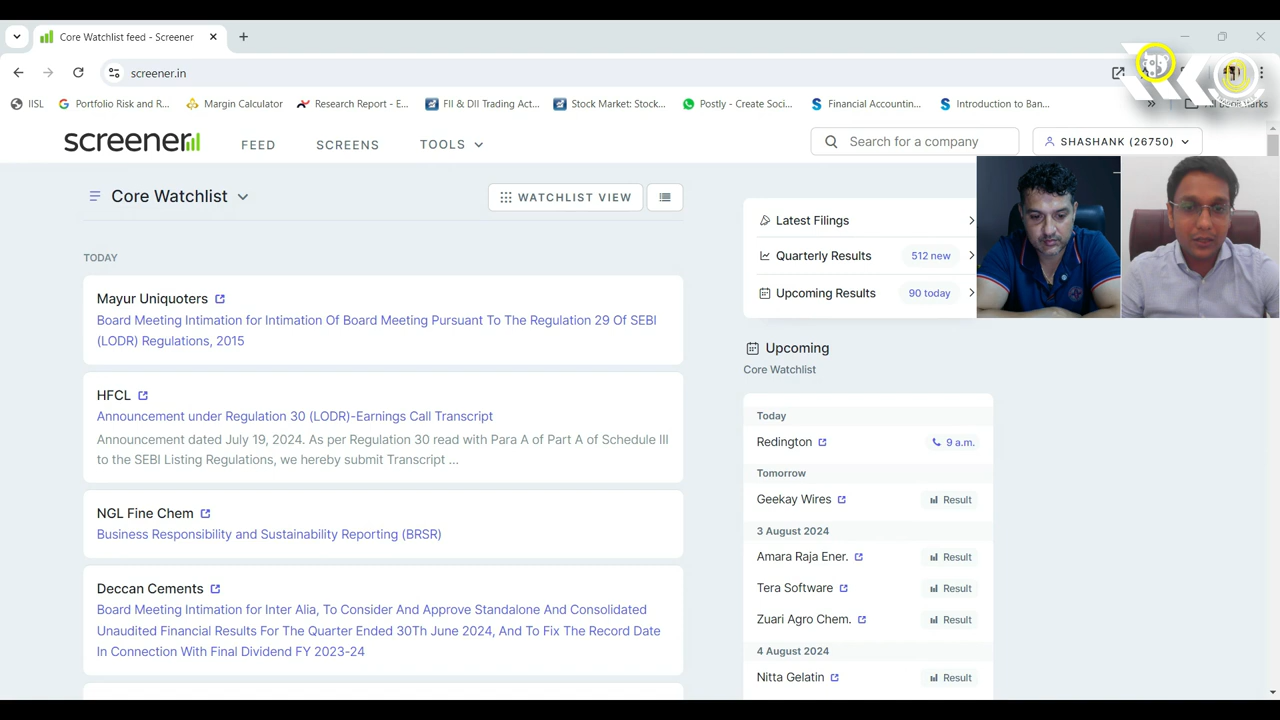 Core Watchlist feed - Screener
screener.in
IISL
Portfolio Risk and R...
Margin Calculator
Research Report - E...
FII & DII Trading Act...
Stock Market: Stock...
Postly - Create Soci...
Financial Accountin...
Introduction to Ban...
screener
FEED
SCREENS
TOOLS
Search for a company
SHASHANK (26750)
Core Watchlist
WATCHLIST VIEW
TODAY
Mayur Uniquoters
Board Meeting Intimation for Intimation Of Board Meeting Pursuant To The Regulation 29 Of SEBI
(LODR) Regulations, 2015
HFCL
Announcement under Regulation 30 (LODR)-Earnings Call Transcript
Announcement dated July 19, 2024. As per Regulation 30 read with Para A of Part A of Schedule III
to the SEBI Listing Regulations, we hereby submit Transcript ...
NGL Fine Chem
Business Responsibility and Sustainability Reporting (BRSR)
Deccan Cements
Board Meeting Intimation for Inter Alia, To Consider And Approve Standalone And Consolidated
Unaudited Financial Results For The Quarter Ended 30Th June 2024, And To Fix The Record Date
In Connection With Final Dividend FY 2023-24
Latest Filings
Quarterly Results 512 new
Upcoming Results 90 today
Upcoming
Core Watchlist
Today
Redington 9 a.m.
Tomorrow
Geekay Wires Result
3 August 2024
Amara Raja Ener. Result
Tera Software Result
Zuari Agro Chem. Result
4 August 2024
Nitta Gelatin Result